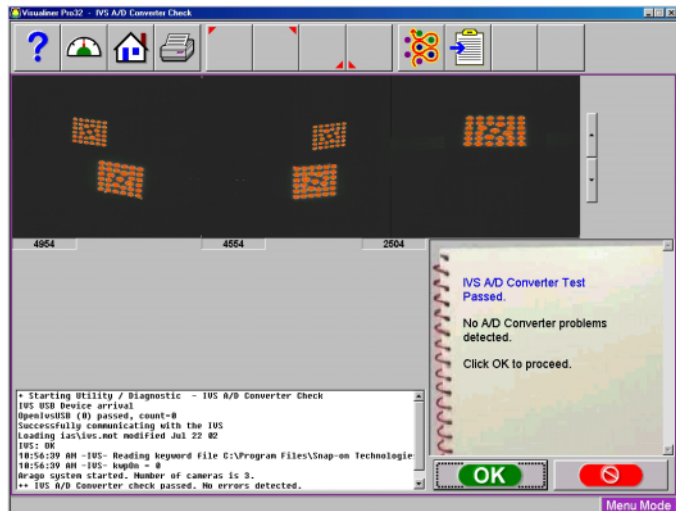 Visualiner Pro32 - IVS A/D Converter Check
?
4954
4554
2504
IVS A/D Converter Test
Passed.
No A/D Converter problems
detected.
Click OK to proceed.
+ Starting Utility / Diagnostic - IVS A/D Converter Check
IVS USB Device arrival
OpenIvsUSB (0) passed, count=0
Successfully communicating with the IVS
Loading ias\ivs.mot modified Jul 22 02
IVS: OK
10:56:39 AM -IVS- Reading keyword file C:\Program Files\Snap-on Technologie
10:56:39 AM -IVS- kwpOn = 0
Arago system started. Number of cameras is 3.
++ IVS A/D Converter check passed. No errors detected.
OK
Menu Mode